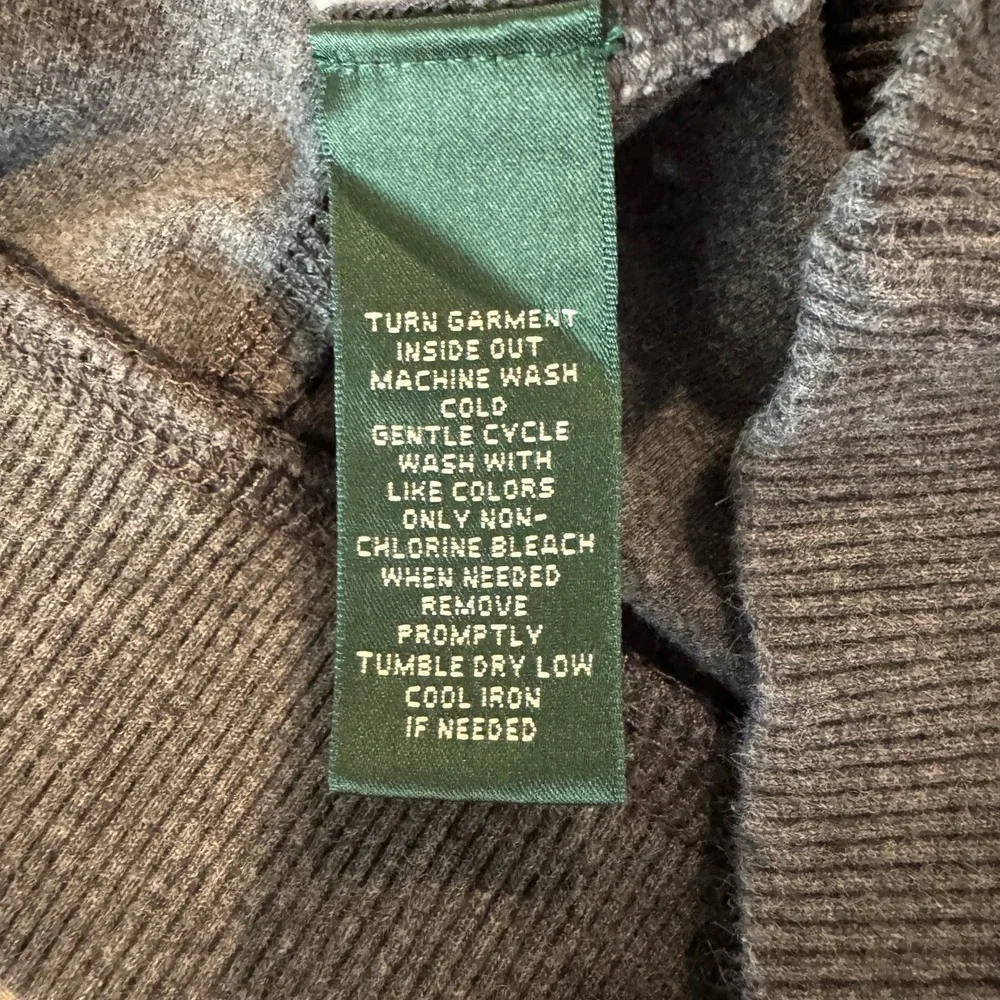 TURN GARMENT
INSIDE OUT
MACHINE WASH
COLD
GENTLE CYCLE
WASH WITH
LIKE COLORS
ONLY NON-
CHLORINE BLEACH
WHEN NEEDED
REMOVE
PROMPTLY
TUMBLE DRY LOW
COOL IRON
IF NEEDED